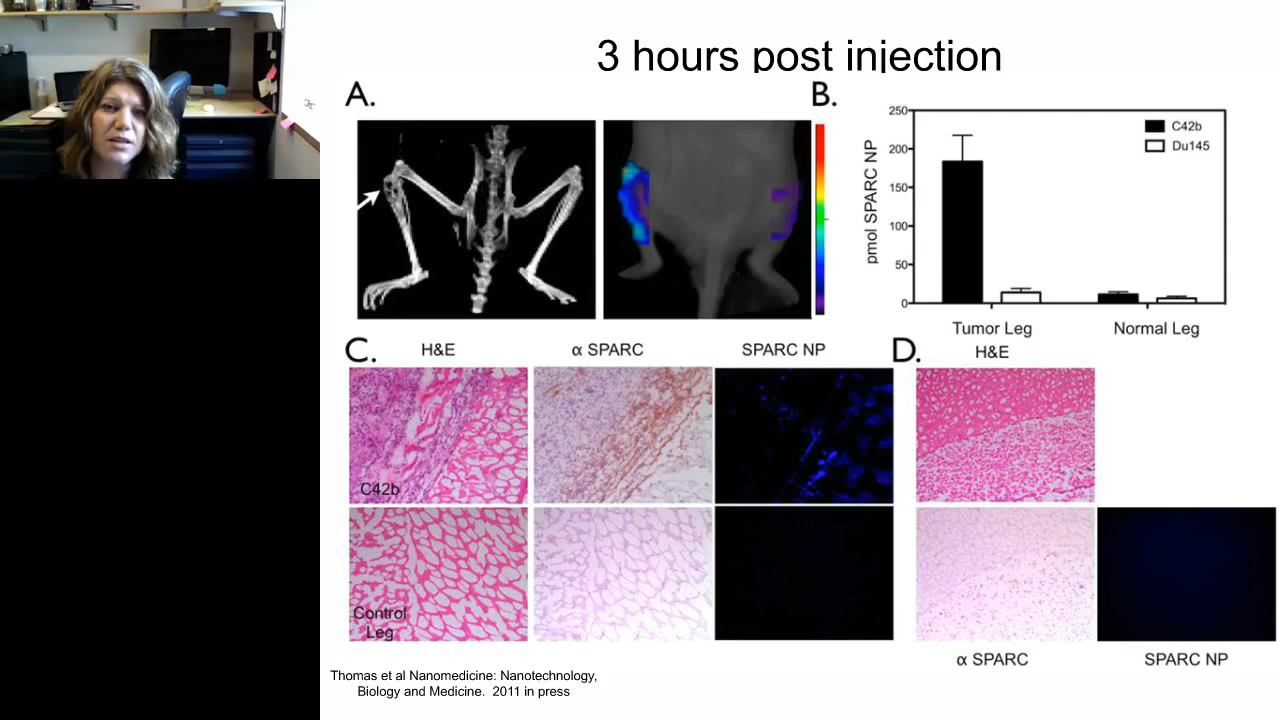 3 hours post injection
A.
B.
250
200
150
100
50
0
pmol SPARC NP
C42b
Du145
Tumor Leg
Normal Leg
C.
H&E
α SPARC
SPARC NP
D.
H&E
C42b
Control
Leg
α SPARC
SPARC NP
Thomas et al Nanomedicine: Nanotechnology,
Biology and Medicine. 2011 in press